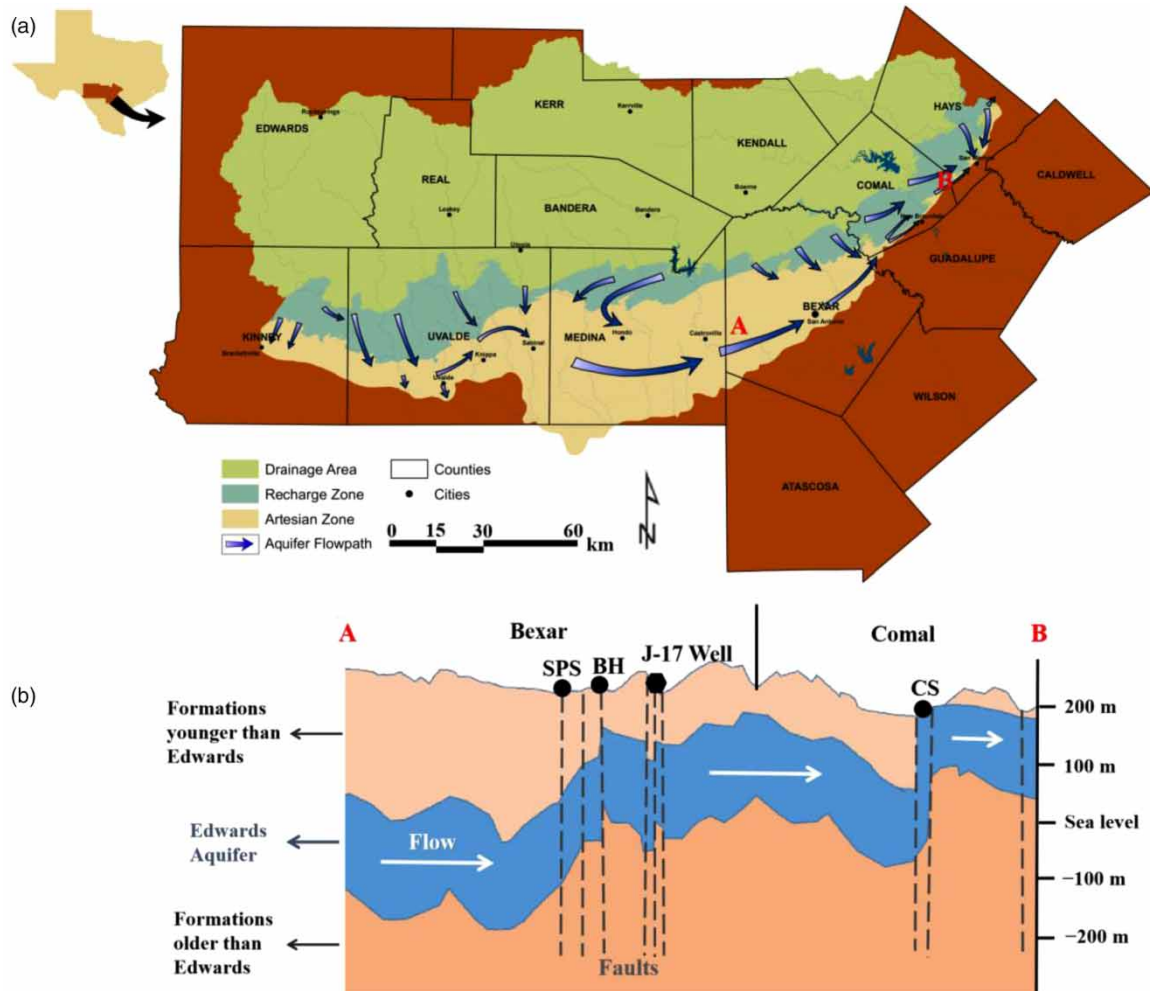 (a)
EDWARDS
Rocksprings
KERR
Kerrville
HAYS
REAL
Leakey
KENDALL
Boerne
San Marcos
CALDWELL
BANDERA
Bandera
COMAL
B
New Braunfels
Utopia
GUADALUPE
KINNEY
Brackettville
UVALDE
Sabinal
Knippa
Uvalde
MEDINA
Hondo
Castroville
A
BEXAR
San Antonio
WILSON
ATASCOSA
Drainage Area
Counties
Recharge Zone
Cities
Artesian Zone
Aquifer Flowpath
0 15 30 60
km
N
(b)
A
Bexar
Comal
B
SPS
BH
J-17 Well
CS
Formations
younger than
Edwards
Edwards
Aquifer
Formations
older than
Edwards
Flow
Faults
200 m
100 m
Sea level
−100 m
−200 m